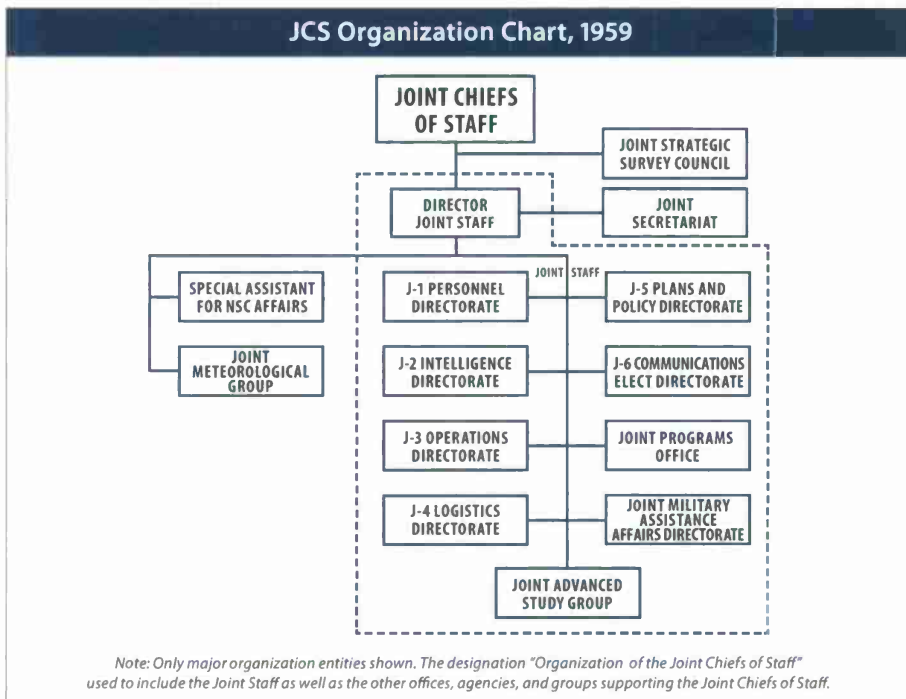 JCS Organization Chart, 1959
JOINT CHIEFS
OF STAFF
JOINT STRATEGIC
SURVEY COUNCIL
DIRECTOR
JOINT STAFF
JOINT
SECRETARIAT
JOINT STAFF
SPECIAL ASSISTANT
FOR NSC AFFAIRS
JOINT
METEOROLOGICAL
GROUP
J-1 PERSONNEL
DIRECTORATE
J-5 PLANS AND
POLICY DIRECTORATE
J-2 INTELLIGENCE
DIRECTORATE
J-6 COMMUNICATIONS
ELECT DIRECTORATE
J-3 OPERATIONS
DIRECTORATE
JOINT PROGRAMS
OFFICE
J-4 LOGISTICS
DIRECTORATE
JOINT MILITARY
ASSISTANCE
AFFAIRS DIRECTORATE
JOINT ADVANCED
STUDY GROUP
Note: Only major organization entities shown. The designation "Organization of the Joint Chiefs of Staff"
used to include the Joint Staff as well as the other offices, agencies, and groups supporting the Joint Chiefs of Staff.